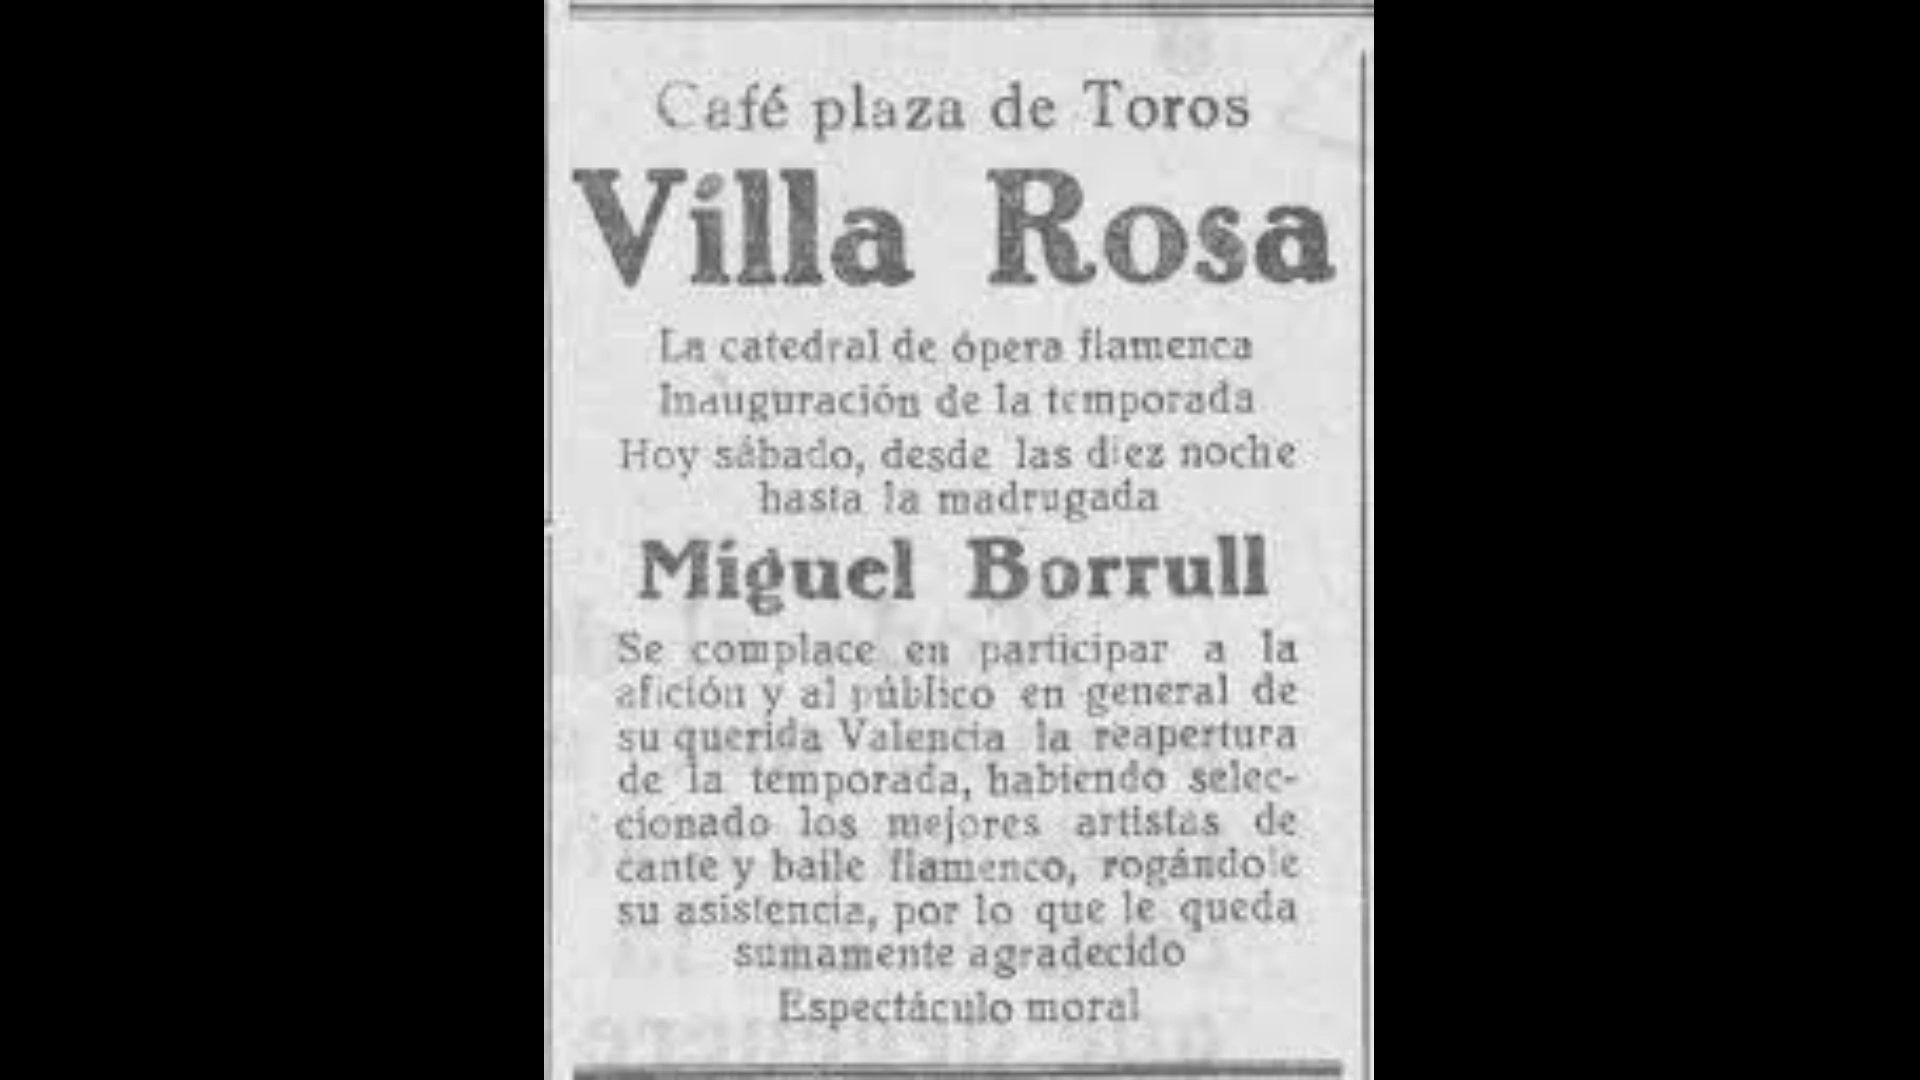 Café plaza de Toros
Villa Rosa
La catedral de ópera flamenca
Inauguración de la temporada
Hoy sábado, desde las diez noche
hasta la madrugada
Miguel Borrull
Se complace en participar a la
afición y al público en general de
su querida Valencia la reapertura
de la temporada, habiendo selec-
cionado los mejores artistas de
cante y baile flamenco, rogándole
su asistencia, por lo que le queda
sumamente agradecido
Espectáculo moral